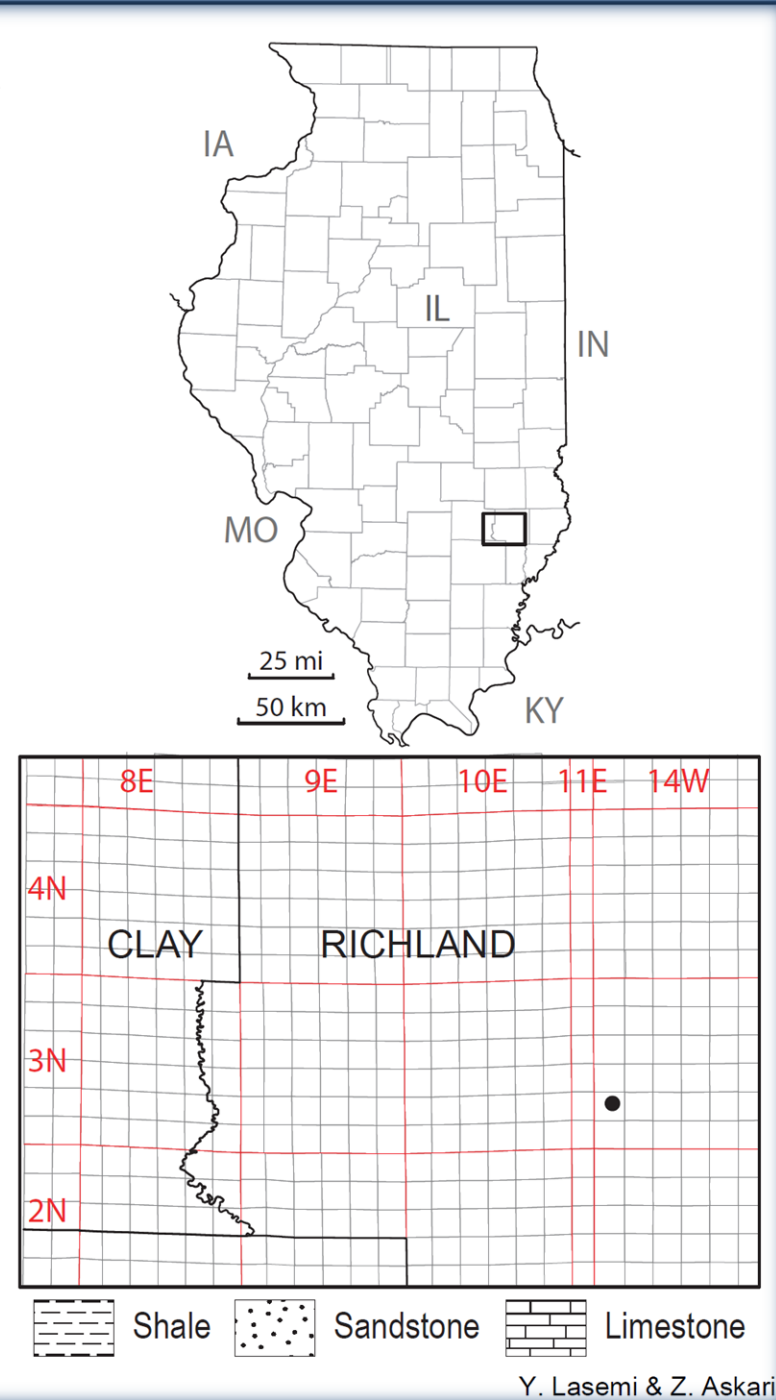 IA
IL
IN
MO
25 mi
50 km
KY
8E 9E 10E 11E 14W
4N
CLAY RICHLAND
3N
2N
Shale Sandstone Limestone
Y. Lasemi & Z. Askari